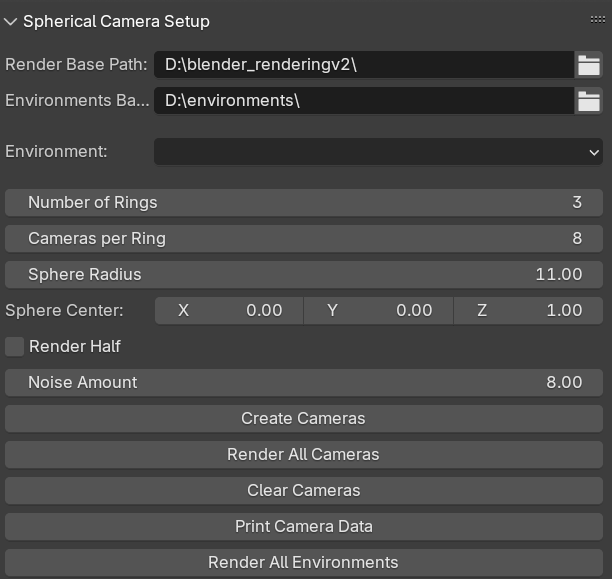 Spherical Camera Setup
Render Base Path: D:\blender_renderingv2\
Environments Ba... D:\environments\
Environment:
Number of Rings 3
Cameras per Ring 8
Sphere Radius 11.00
Sphere Center: X 0.00 Y 0.00 Z 1.00
Render Half
Noise Amount 8.00
Create Cameras
Render All Cameras
Clear Cameras
Print Camera Data
Render All Environments